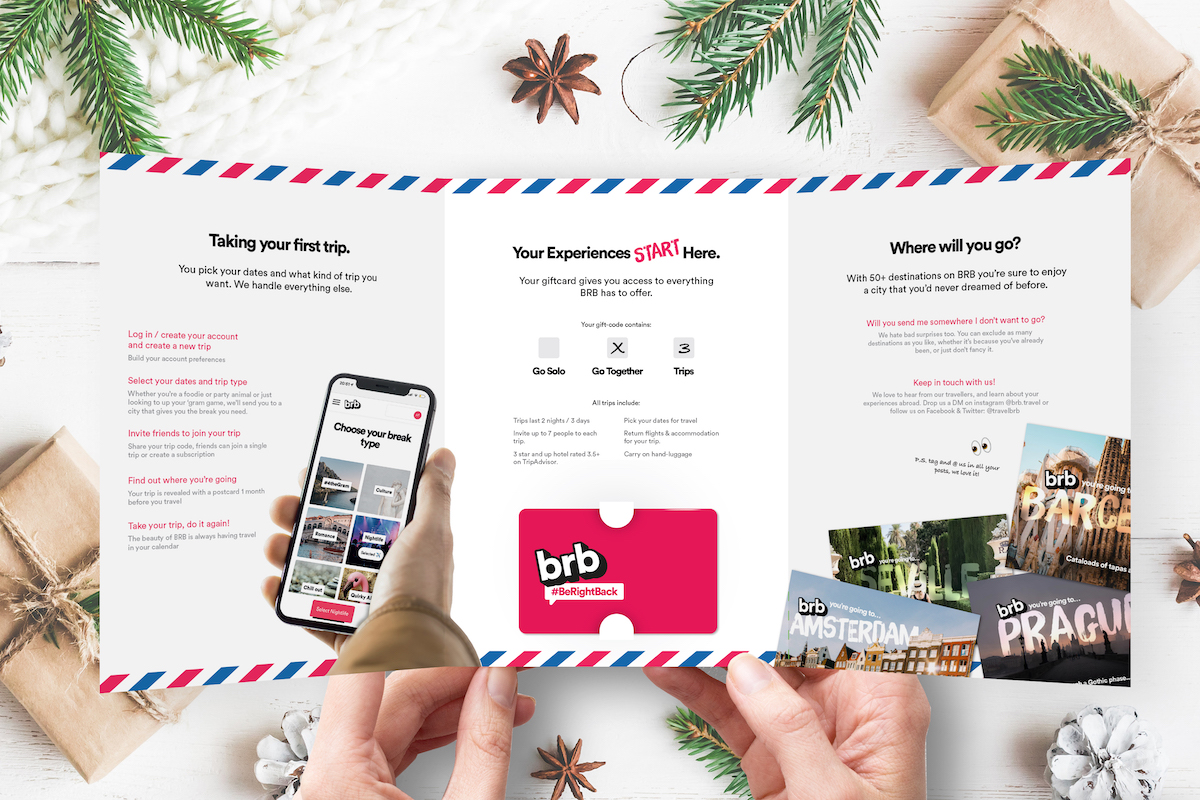 Taking your first trip.
You pick your dates and what kind of trip you
want. We handle everything else.
Log in / create your account
and create a new trip
Build your account preferences
Select your dates and trip type
Whether you're a foodie or party animal or just
looking to up your 'gram game, we'll send you to a
city that gives you the break you need.
Invite friends to join your trip
Share your trip code, friends can join a single
trip or create a subscription
Find out where you're going
Your trip is revealed with a postcard 1 month
before you travel
Take your trip, do it again!
The beauty of BRB is always having travel
in your calendar
brb
Choose your break
type
#4theGram
Culture
Romance
Nightlife
Selected
Chill out
Quirky
Select Nightlife
Your Experiences START Here.
Your giftcard gives you access to everything
BRB has to offer.
Your gift-code contains:
X
3
Go Solo
Go Together
Trips
All trips include:
Trips last 2 nights / 3 days
Invite up to 7 people to each
trip.
3 star and up hotel rated 3.5+
on TripAdvisor.
Pick your dates for travel
Return flights & accommodation
for your trip.
Carry on hand-luggage
brb
#BeRightBack
Where will you go?
With 50+ destinations on BRB you're sure to enjoy
a city that you'd never dreamed of before.
Will you send me somewhere I don't want to go?
We hate bad surprises too. You can exclude as many
destinations as you like, whether it's because you've already
been, or just don't fancy it.
Keep in touch with us!
We love to hear from our travellers, and learn about your
experiences abroad. Drop us a DM on instagram @brb.travel or
follow us on Facebook & Twitter: @travelbrb
P.S. tag and @ us in all your
posts, we love it!
brb you're going to...
BARCE
Cataloads of tapas a
brb you're going to...
SEVILLE
brb you're going to...
AMSTERDAM
brb you're going to...
PRAGU
a Gothic phase...